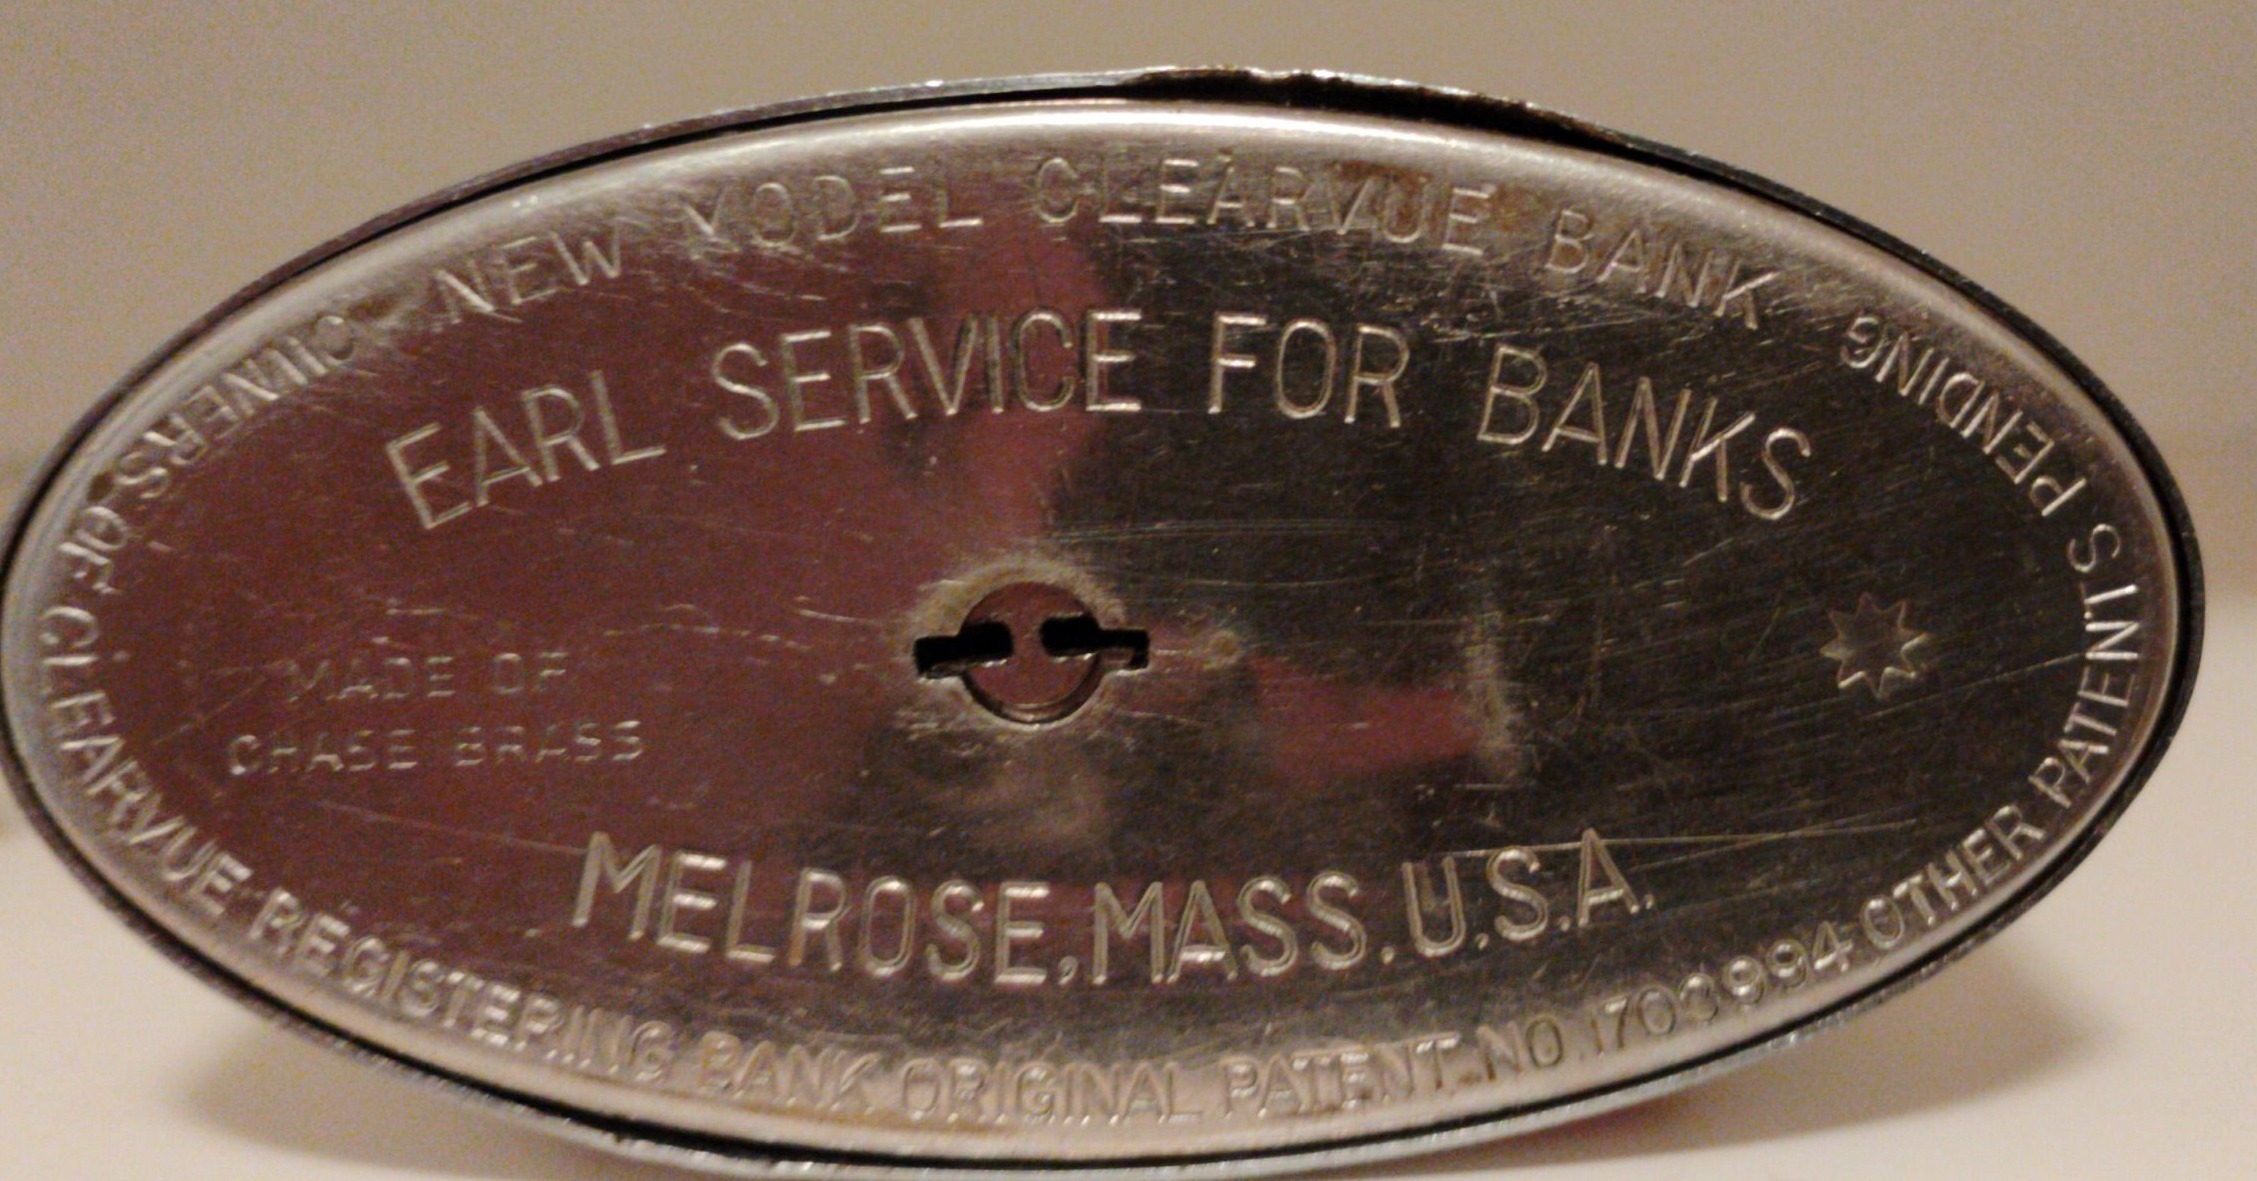 NEW MODEL CLEARVUE BANK
EARL SERVICE FOR BANKS
MADE OF
CHASE BRASS
MELROSE, MASS. U.S.A.
OWNERS OF CLEARVUE REGISTERING BANK ORIGINAL PATENT NO. 1703994 OTHER PATENTS PENDING